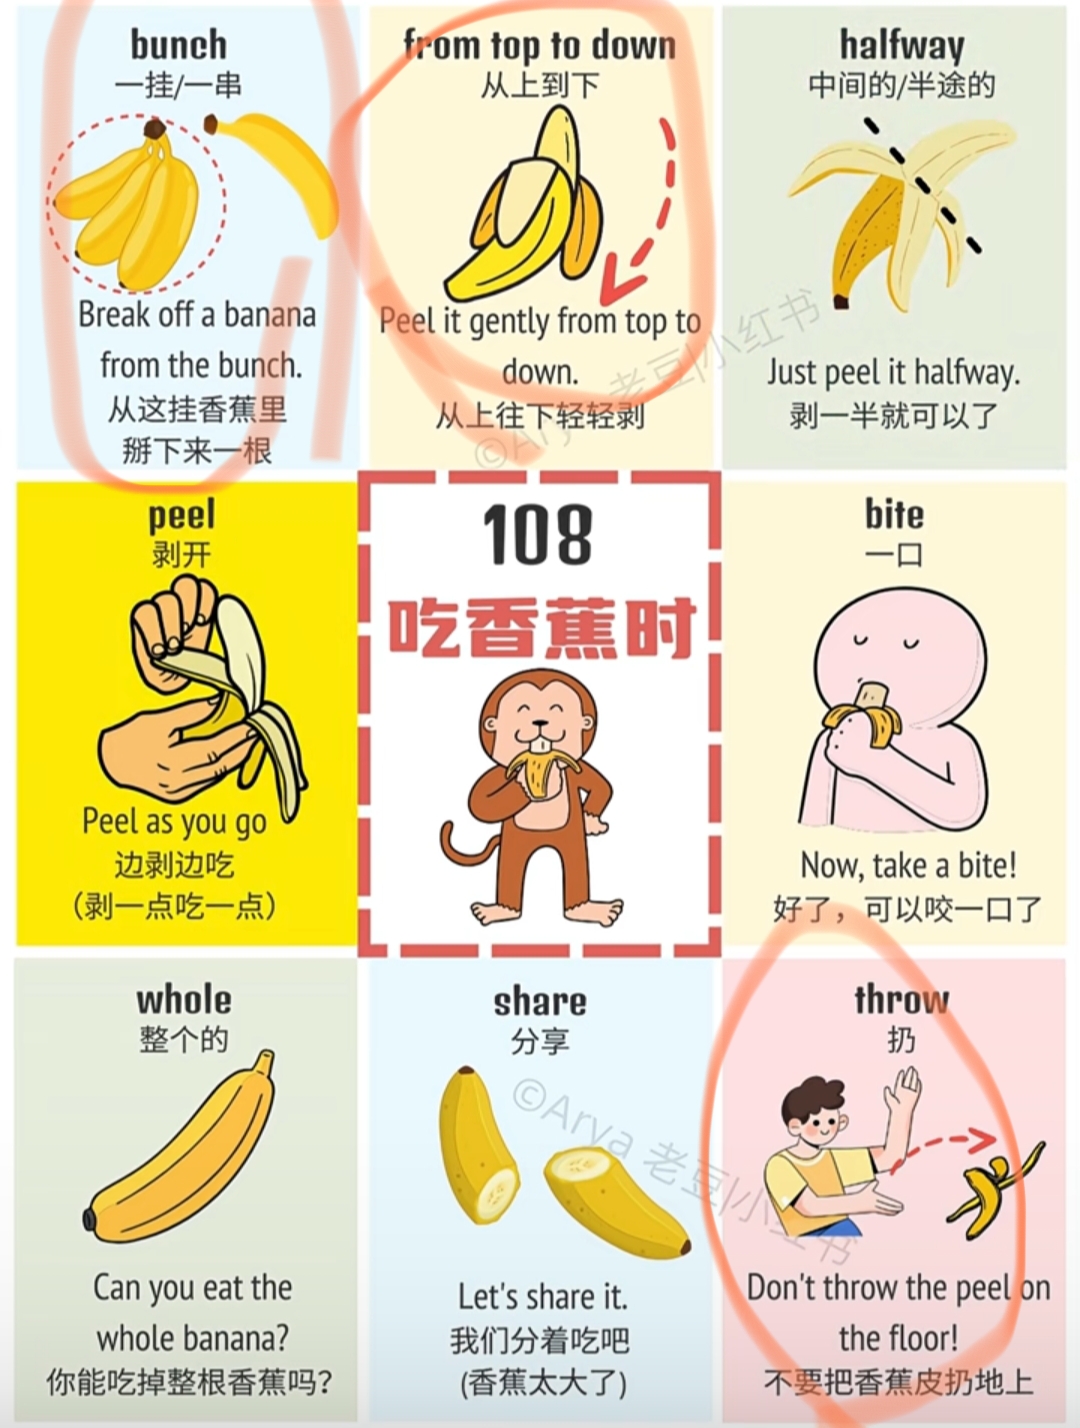 bunch
一挂/一串
Break off a banana
from the bunch.
从这挂香蕉里
掰下来一根
from top to down
从上到下
Peel it gently from top to
down.
从上往下轻轻剥
halfway
中间的/半途的
Just peel it halfway.
剥一半就可以了
peel
剥开
Peel as you go
边剥边吃
（剥一点吃一点）
108
吃香蕉时
bite
一口
Now, take a bite!
好了，可以咬一口了
whole
整个的
Can you eat the
whole banana?
你能吃掉整根香蕉吗?
share
分享
Let's share it.
我们分着吃吧
(香蕉太大了)
throw
扔
Don't throw the peel on
the floor!
不要把香蕉皮扔地上
©Arya 老豆|小红书
©Arya 老豆|小红书